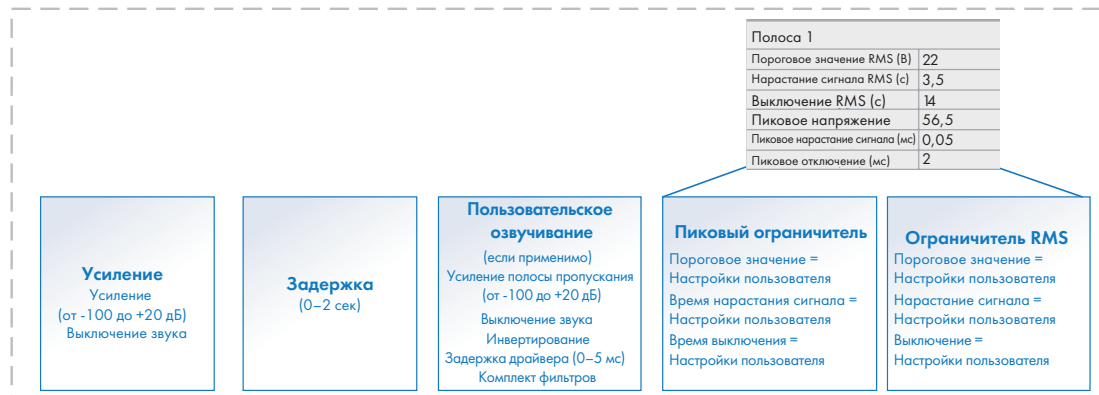 Полоса 1
Пороговое значение RMS (В) 22
Нарастание сигнала RMS (с) 3,5
Выключение RMS (с) 14
Пиковое напряжение 56,5
Пиковое нарастание сигнала (мс) 0,05
Пиковое отключение (мс) 2
Усиление
Усиление
(от -100 до +20 дБ)
Выключение звука
Задержка
(0–2 сек)
Пользовательское
озвучивание
(если применимо)
Усиление полосы пропускания
(от -100 до +20 дБ)
Выключение звука
Инвертирование
Задержка драйвера (0–5 мс)
Комплект фильтров
Пиковый ограничитель
Пороговое значение =
Настройки пользователя
Время нарастания сигнала =
Настройки пользователя
Время выключения =
Настройки пользователя
Ограничитель RMS
Пороговое значение =
Настройки пользователя
Нарастание сигнала =
Настройки пользователя
Выключение =
Настройки пользователя